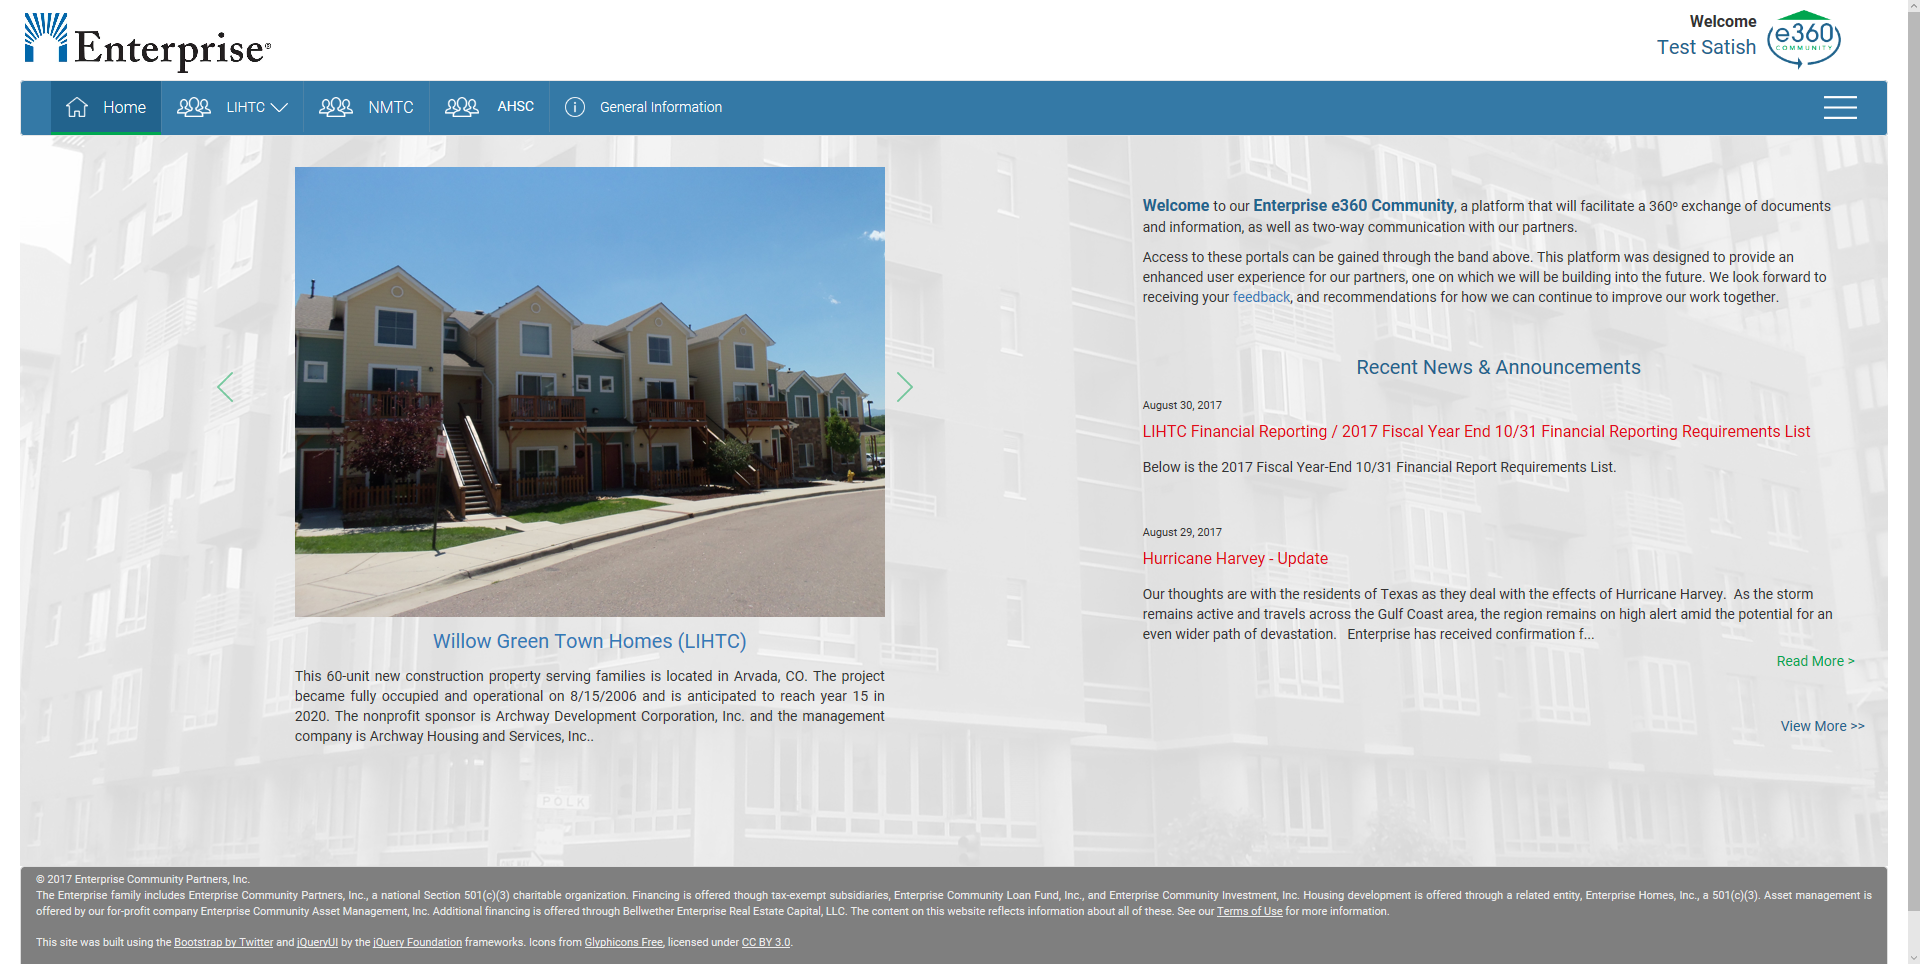 Enterprise®
Welcome
Test Satish
e360
COMMUNITY
Home
LIHTC
NMTC
AHSC
General Information
Welcome to our Enterprise e360 Community, a platform that will facilitate a 360º exchange of documents
and information, as well as two-way communication with our partners.
Access to these portals can be gained through the band above. This platform was designed to provide an
enhanced user experience for our partners, one on which we will be building into the future. We look forward to
receiving your feedback, and recommendations for how we can continue to improve our work together.
Recent News & Announcements
August 30, 2017
LIHTC Financial Reporting / 2017 Fiscal Year End 10/31 Financial Reporting Requirements List
Below is the 2017 Fiscal Year-End 10/31 Financial Report Requirements List.
August 29, 2017
Hurricane Harvey - Update
Our thoughts are with the residents of Texas as they deal with the effects of Hurricane Harvey.  As the storm
remains active and travels across the Gulf Coast area, the region remains on high alert amid the potential for an
even wider path of devastation.   Enterprise has received confirmation f...
Read More >
View More >>
Willow Green Town Homes (LIHTC)
This 60-unit new construction property serving families is located in Arvada, CO. The project
became fully occupied and operational on 8/15/2006 and is anticipated to reach year 15 in
2020. The nonprofit sponsor is Archway Development Corporation, Inc. and the management
company is Archway Housing and Services, Inc..
POLK
© 2017 Enterprise Community Partners, Inc.
The Enterprise family includes Enterprise Community Partners, Inc., a national Section 501(c)(3) charitable organization. Financing is offered though tax-exempt subsidiaries, Enterprise Community Loan Fund, Inc., and Enterprise Community Investment, Inc. Housing development is offered through a related entity, Enterprise Homes, Inc., a 501(c)(3). Asset management is
offered by our for-profit company Enterprise Community Asset Management, Inc. Additional financing is offered through Bellwether Enterprise Real Estate Capital, LLC. The content on this website reflects information about all of these. See our Terms of Use for more information.
This site was built using the Bootstrap by Twitter and jQueryUI by the jQuery Foundation frameworks. Icons from Glyphicons Free, licensed under CC BY 3.0.